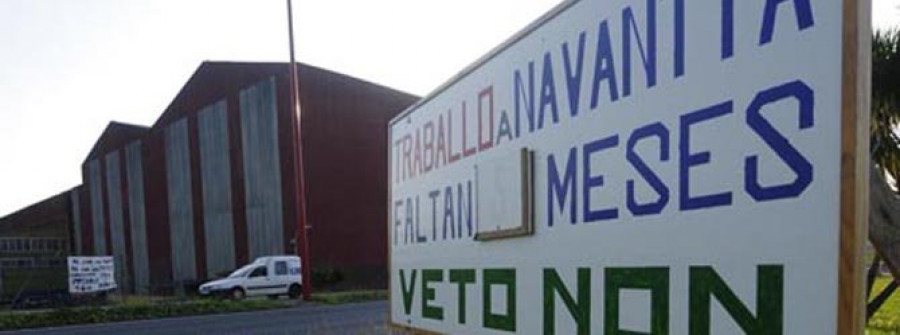 TRABALLO A NAVANTIA
FALTAN MESES
VETO NON